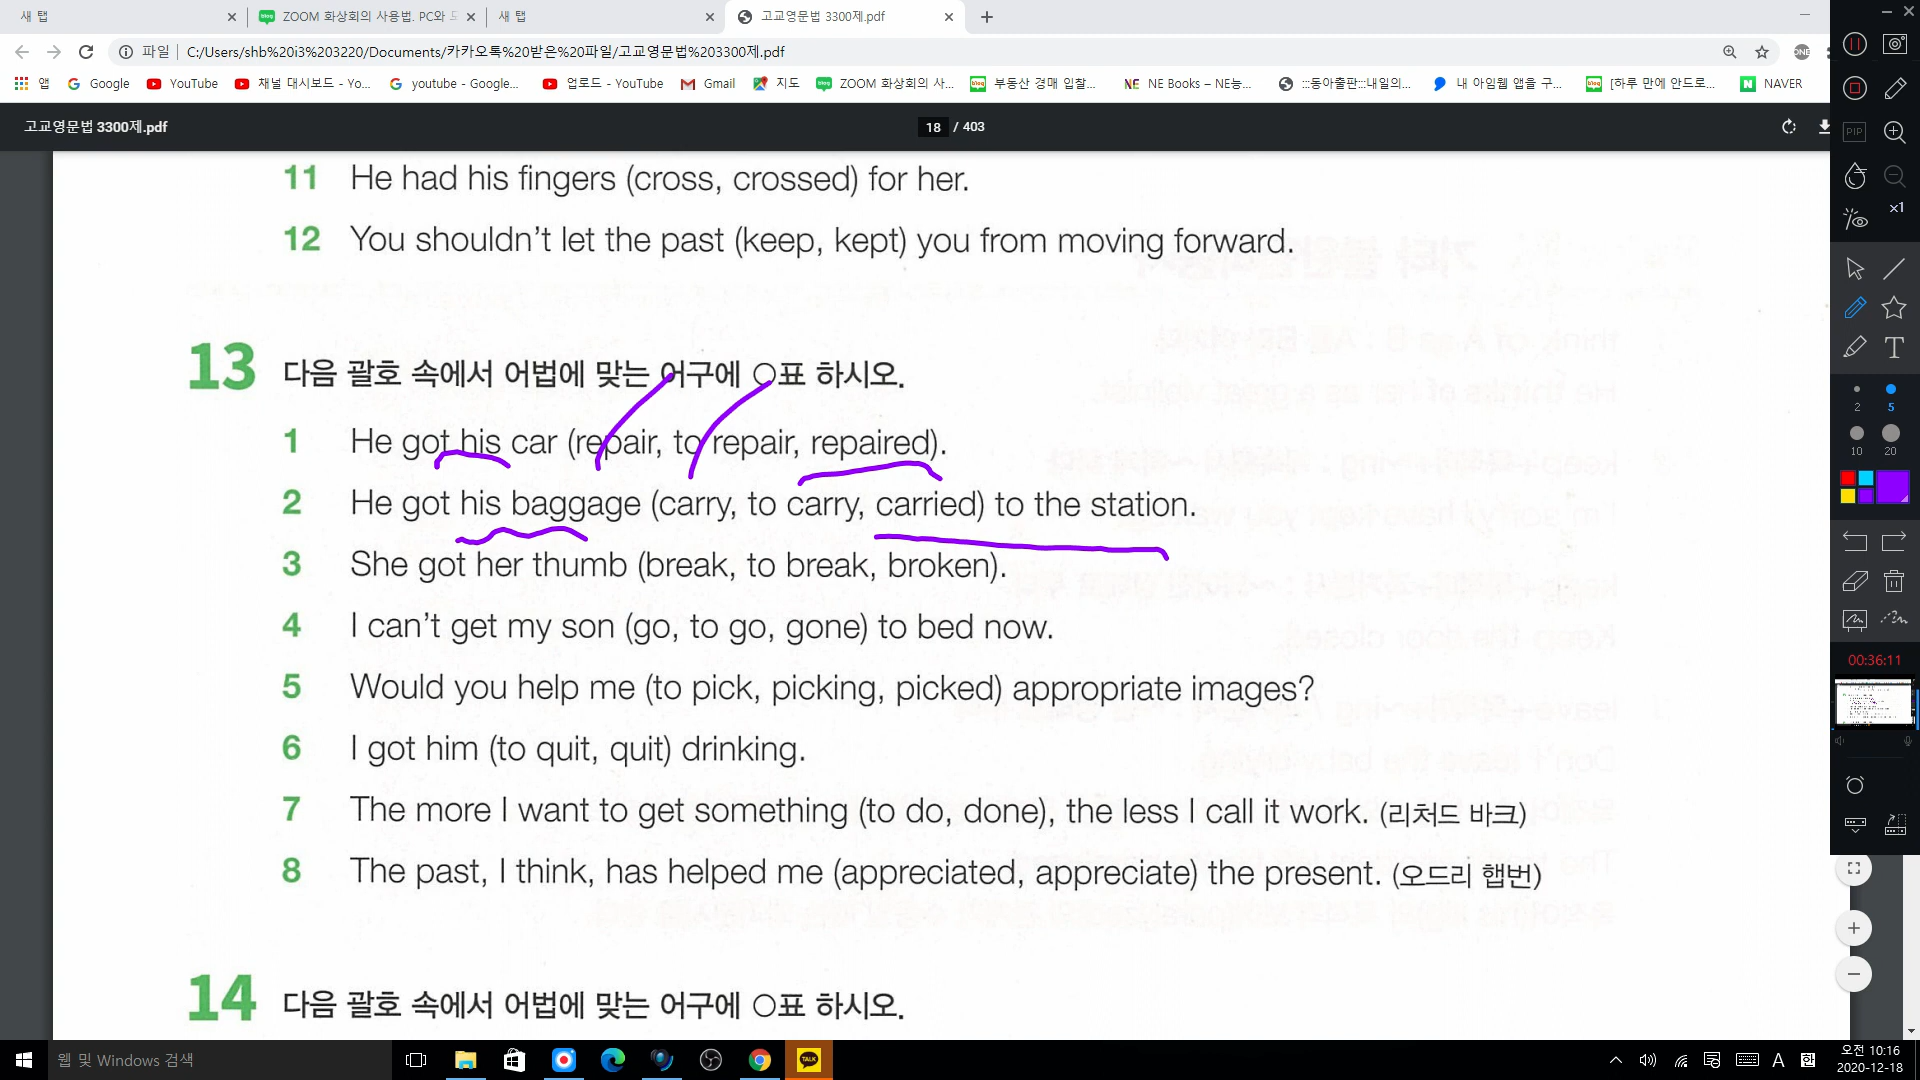 새 탭
ZOOM 화상회의 사용법. PC와
새 탭
고교영문법 3300제.pdf
파일 | C:/Users/shb%20i3%203220/Documents/카카오톡%20받은%20파일/고교영문법%203300제.pdf
앱 Google YouTube 채널 대시보드 - Yo... youtube - Google... 업로드 - YouTube Gmail 지도 ZOOM 화상회의 사... 부동산 경매 입찰... NE Books – NE능... :::동아출판:::내일의... 내 아임웹 앱을 구... [하루 만에 안드로... NAVER
고교영문법 3300제.pdf 18 / 403
11 He had his fingers (cross, crossed) for her.
12 You shouldn't let the past (keep, kept) you from moving forward.
13 다음 괄호 속에서 어법에 맞는 어구에 ○표 하시오.
1 He got his car (repair, to repair, repaired).
2 He got his baggage (carry, to carry, carried) to the station.
3 She got her thumb (break, to break, broken).
4 I can't get my son (go, to go, gone) to bed now.
5 Would you help me (to pick, picking, picked) appropriate images?
6 I got him (to quit, quit) drinking.
7 The more I want to get something (to do, done), the less I call it work. (리처드 바크)
8 The past, I think, has helped me (appreciated, appreciate) the present. (오드리 햅번)
14 다음 괄호 속에서 어법에 맞는 어구에 ○표 하시오.
PIP
x1
T
2 5
10 20
00:36:11
웹 및 Windows 검색
TALK
A 한
오전 10:16
2020-12-18